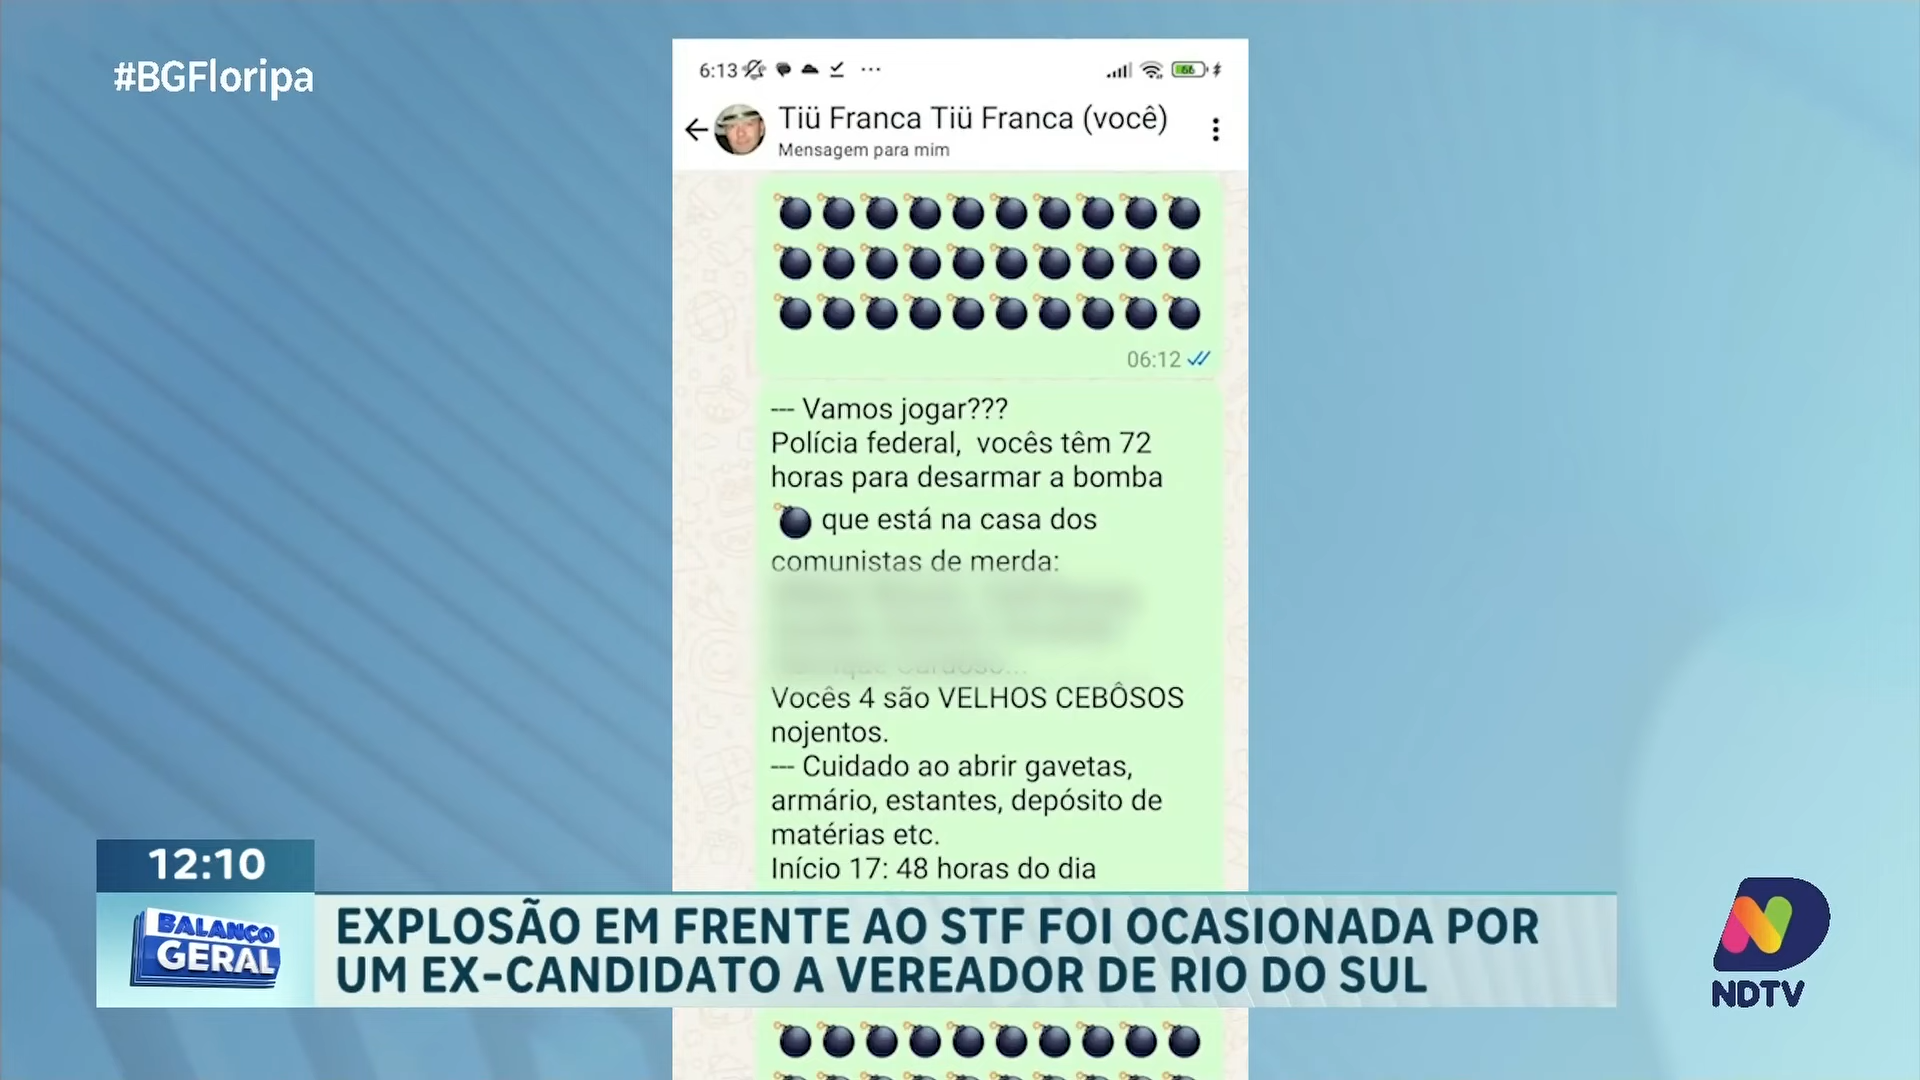 #BGFloripa
6:13
66
Tiü Franca Tiü Franca (você)
Mensagem para mim
06:12
--- Vamos jogar???
Polícia federal,  vocês têm 72
horas para desarmar a bomba
que está na casa dos
comunistas de merda:
Vocês 4 são VELHOS CEBÔSOS
nojentos.
--- Cuidado ao abrir gavetas,
armário, estantes, depósito de
matérias etc.
Início 17: 48 horas do dia
12:10
BALANÇO
GERAL
EXPLOSÃO EM FRENTE AO STF FOI OCASIONADA POR
UM EX-CANDIDATO A VEREADOR DE RIO DO SUL
NDTV